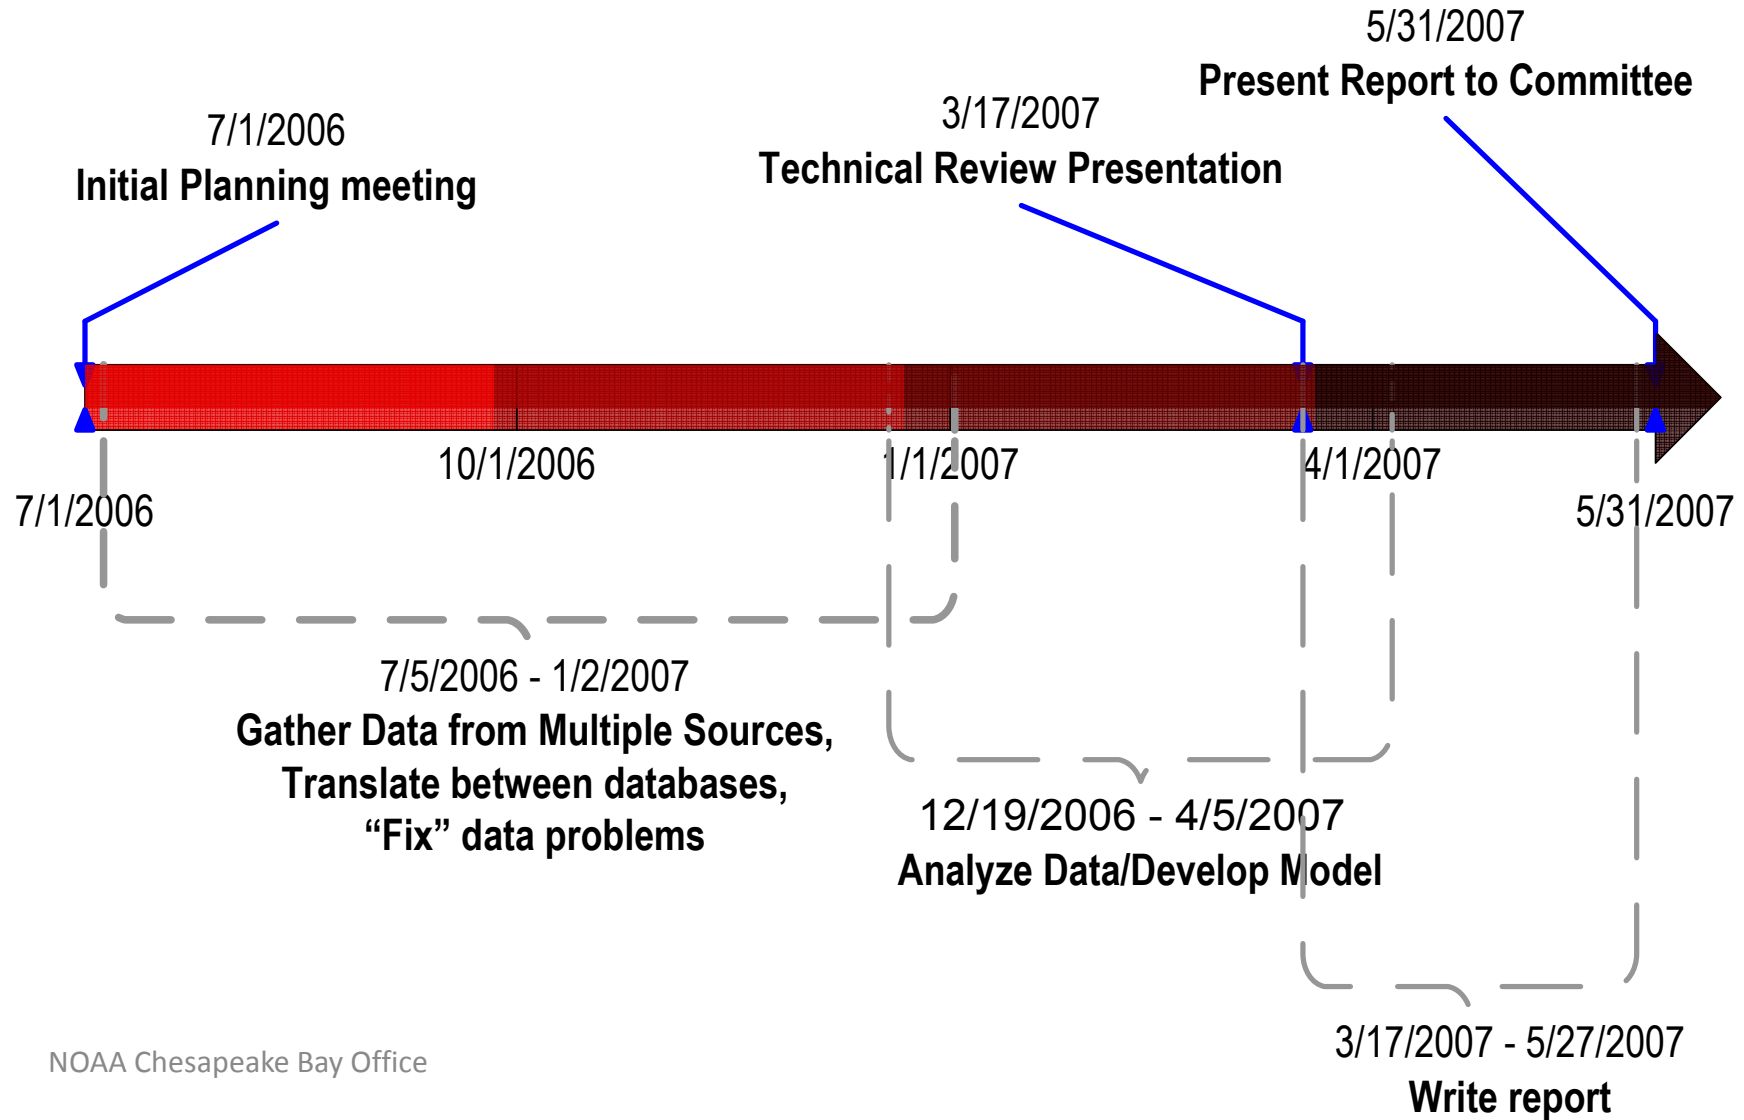 5/31/2007
Present Report to Committee
3/17/2007
Technical Review Presentation
7/1/2006
Initial Planning meeting
10/1/2006
1/1/2007
4/1/2007
7/1/2006
5/31/2007
7/5/2006 - 1/2/2007
Gather Data from Multiple Sources,
Translate between databases,
“Fix” data problems
12/19/2006 - 4/5/2007
Analyze Data/Develop Model
3/17/2007 - 5/27/2007
Write report
NOAA Chesapeake Bay Office